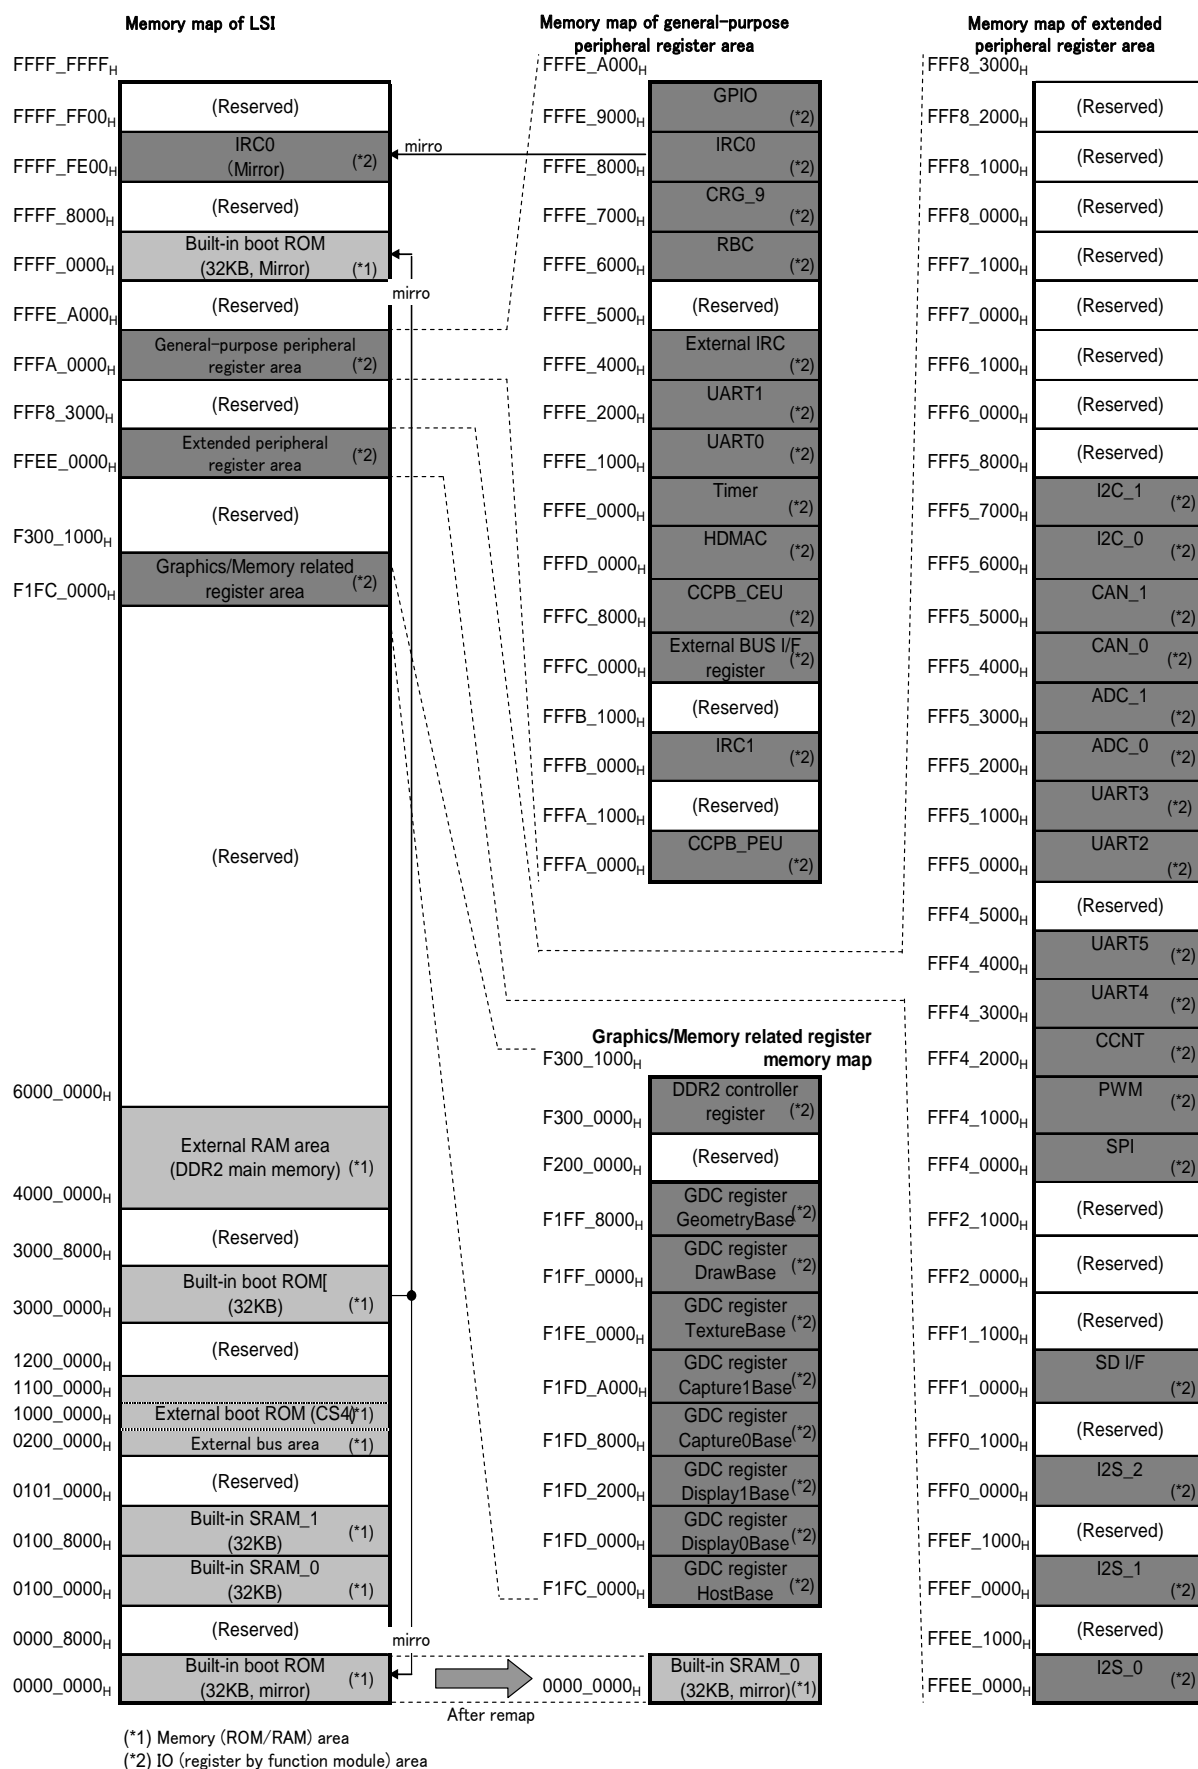 Memory map of LSI
FFFF_FFFFH
(Reserved)
FFFF_FF00H
IRC0
(Mirror) (*2)
FFFF_FE00H
(Reserved)
FFFF_8000H
Built-in boot ROM
(32KB, Mirror) (*1)
FFFF_0000H
(Reserved)
FFFE_A000H
General-purpose peripheral
register area (*2)
FFFA_0000H
(Reserved)
FFF8_3000H
Extended peripheral
register area (*2)
FFEE_0000H
(Reserved)
F300_1000H
Graphics/Memory related
register area (*2)
F1FC_0000H
(Reserved)
6000_0000H
External RAM area
(DDR2 main memory) (*1)
4000_0000H
(Reserved)
3000_8000H
Built-in boot ROM[
(32KB) (*1)
3000_0000H
(Reserved)
1200_0000H
1100_0000H
1000_0000H
External boot ROM (CS4) (*1)
0200_0000H
External bus area (*1)
(Reserved)
0101_0000H
Built-in SRAM_1
(32KB) (*1)
0100_8000H
Built-in SRAM_0
(32KB) (*1)
0100_0000H
(Reserved)
0000_8000H
Built-in boot ROM
(32KB, mirror) (*1)
0000_0000H
mirro
mirro
mirro
After remap
0000_0000H
Built-in SRAM_0
(32KB, mirror)(*1)
Memory map of general-purpose
peripheral register area
FFFE_A000H
GPIO
(*2)
FFFE_9000H
IRC0
(*2)
FFFE_8000H
CRG_9
(*2)
FFFE_7000H
RBC
(*2)
FFFE_6000H
(Reserved)
FFFE_5000H
External IRC
(*2)
FFFE_4000H
UART1
(*2)
FFFE_2000H
UART0
(*2)
FFFE_1000H
Timer
(*2)
FFFE_0000H
HDMAC
(*2)
FFFD_0000H
CCPB_CEU
(*2)
FFFC_8000H
External BUS I/F
register (*2)
FFFC_0000H
(Reserved)
FFFB_1000H
IRC1
(*2)
FFFB_0000H
(Reserved)
FFFA_1000H
CCPB_PEU
(*2)
FFFA_0000H
Graphics/Memory related register
memory map
F300_1000H
DDR2 controller
register (*2)
F300_0000H
(Reserved)
F200_0000H
GDC register
GeometryBase (*2)
F1FF_8000H
GDC register
DrawBase (*2)
F1FF_0000H
GDC register
TextureBase (*2)
F1FE_0000H
GDC register
Capture1Base (*2)
F1FD_A000H
GDC register
Capture0Base (*2)
F1FD_8000H
GDC register
Display1Base (*2)
F1FD_2000H
GDC register
Display0Base (*2)
F1FD_0000H
GDC register
HostBase (*2)
F1FC_0000H
Memory map of extended
peripheral register area
FFF8_3000H
(Reserved)
FFF8_2000H
(Reserved)
FFF8_1000H
(Reserved)
FFF8_0000H
(Reserved)
FFF7_1000H
(Reserved)
FFF7_0000H
(Reserved)
FFF6_1000H
(Reserved)
FFF6_0000H
(Reserved)
FFF5_8000H
I2C_1
(*2)
FFF5_7000H
I2C_0
(*2)
FFF5_6000H
CAN_1
(*2)
FFF5_5000H
CAN_0
(*2)
FFF5_4000H
ADC_1
(*2)
FFF5_3000H
ADC_0
(*2)
FFF5_2000H
UART3
(*2)
FFF5_1000H
UART2
(*2)
FFF5_0000H
(Reserved)
FFF4_5000H
UART5
(*2)
FFF4_4000H
UART4
(*2)
FFF4_3000H
CCNT
(*2)
FFF4_2000H
PWM
(*2)
FFF4_1000H
SPI
(*2)
FFF4_0000H
(Reserved)
FFF2_1000H
(Reserved)
FFF2_0000H
(Reserved)
FFF1_1000H
SD I/F
(*2)
FFF1_0000H
(Reserved)
FFF0_1000H
I2S_2
(*2)
FFF0_0000H
(Reserved)
FFEF_1000H
I2S_1
(*2)
FFEF_0000H
(Reserved)
FFEE_1000H
I2S_0
(*2)
FFEE_0000H
(*1) Memory (ROM/RAM) area
(*2) IO (register by function module) area